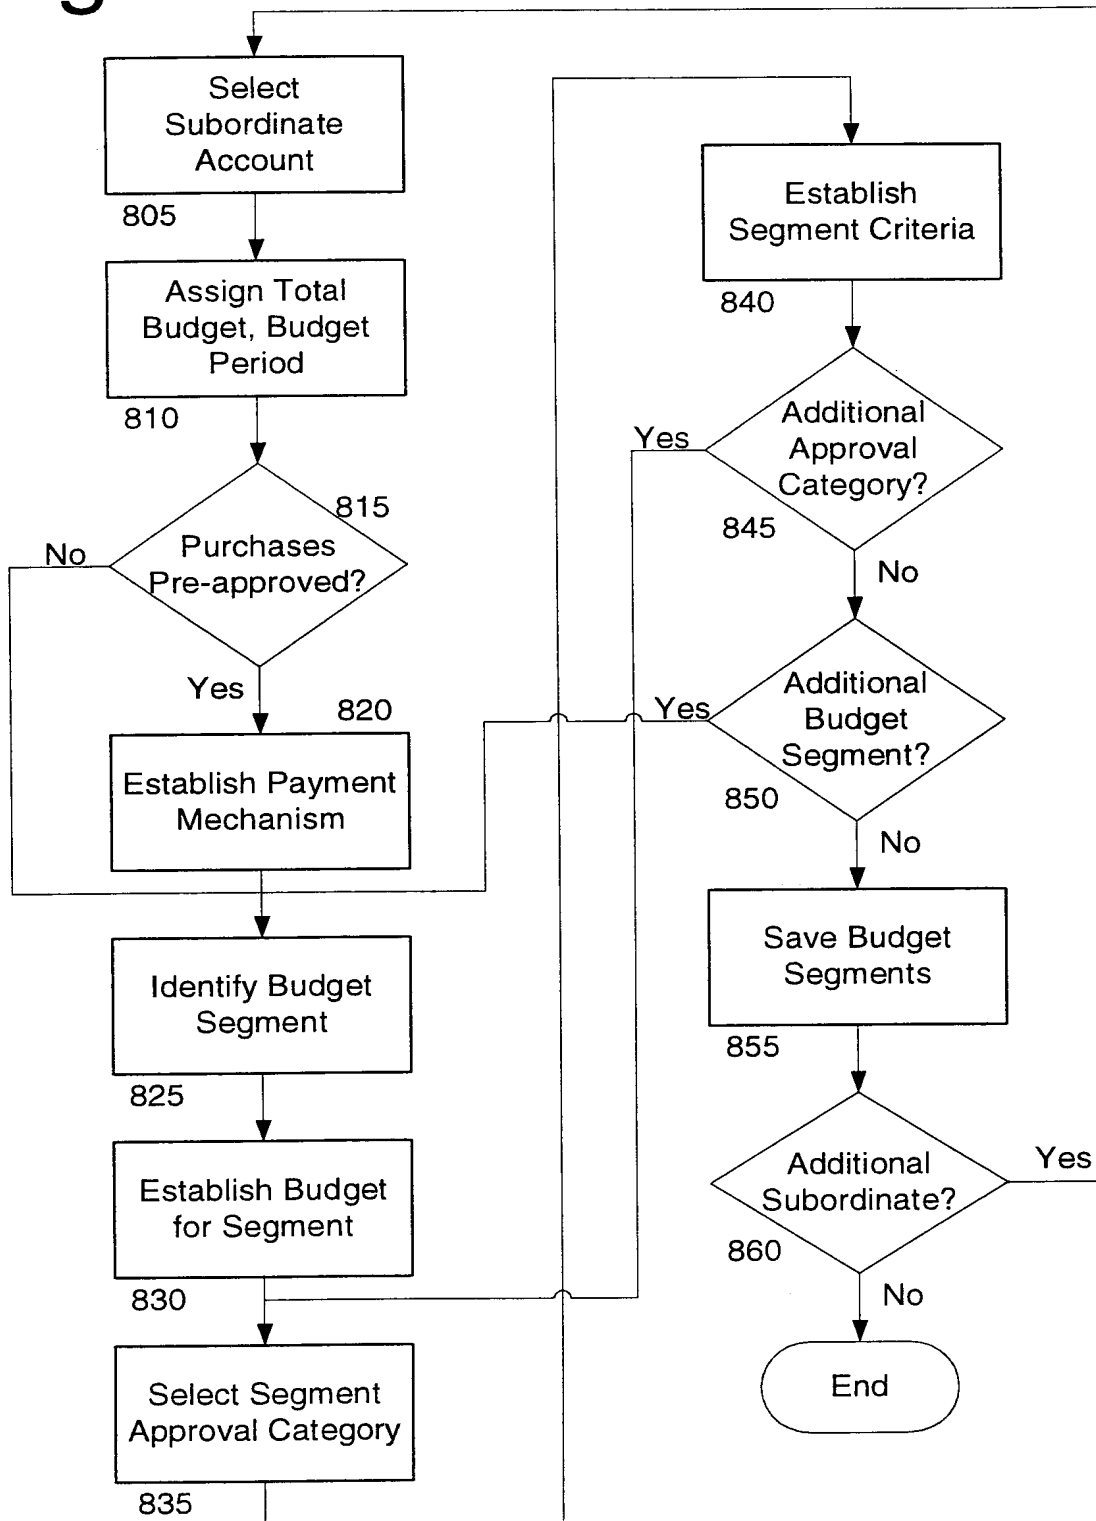 g
Select
Subordinate
Account
805
Assign Total
Budget, Budget
Period
810
815
Purchases
Pre-approved?
No
Yes
820
Establish Payment
Mechanism
Identify Budget
Segment
825
Establish Budget
for Segment
830
Select Segment
Approval Category
835
Establish
Segment Criteria
840
Additional
Approval
Category?
Yes
845
No
Additional
Budget
Segment?
Yes
850
No
Save Budget
Segments
855
Additional
Subordinate?
Yes
860
No
End